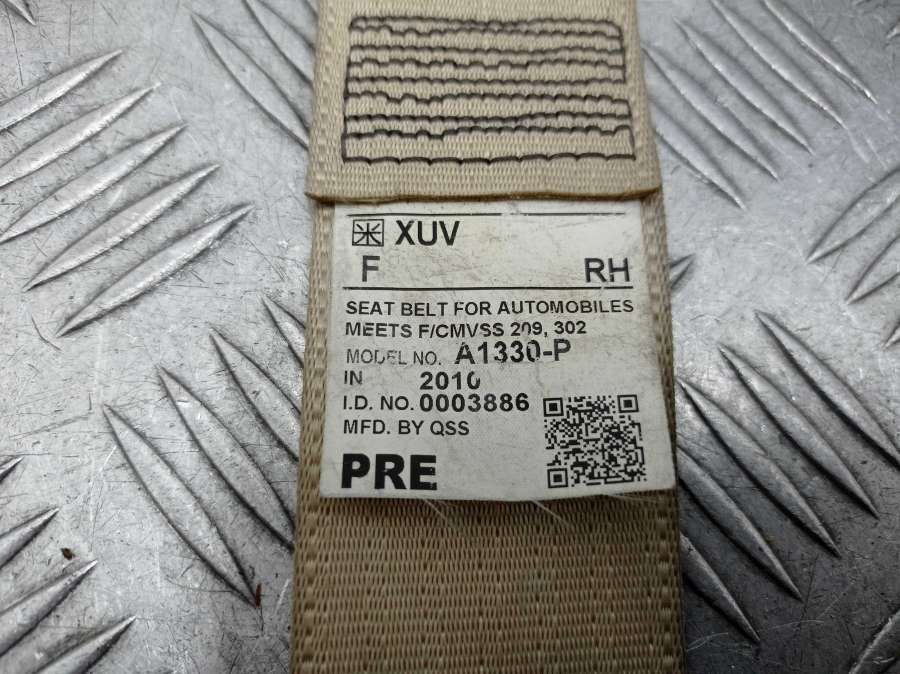 XUV
F RH
SEAT BELT FOR AUTOMOBILES
MEETS F/CMVSS 209, 302
MODEL NO. A1330-P
IN 2010
I.D. NO. 0003886
MFD. BY QSS
PRE